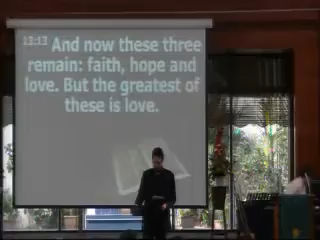 13:13 And now these three
remain: faith, hope and
love. But the greatest of
these is love.